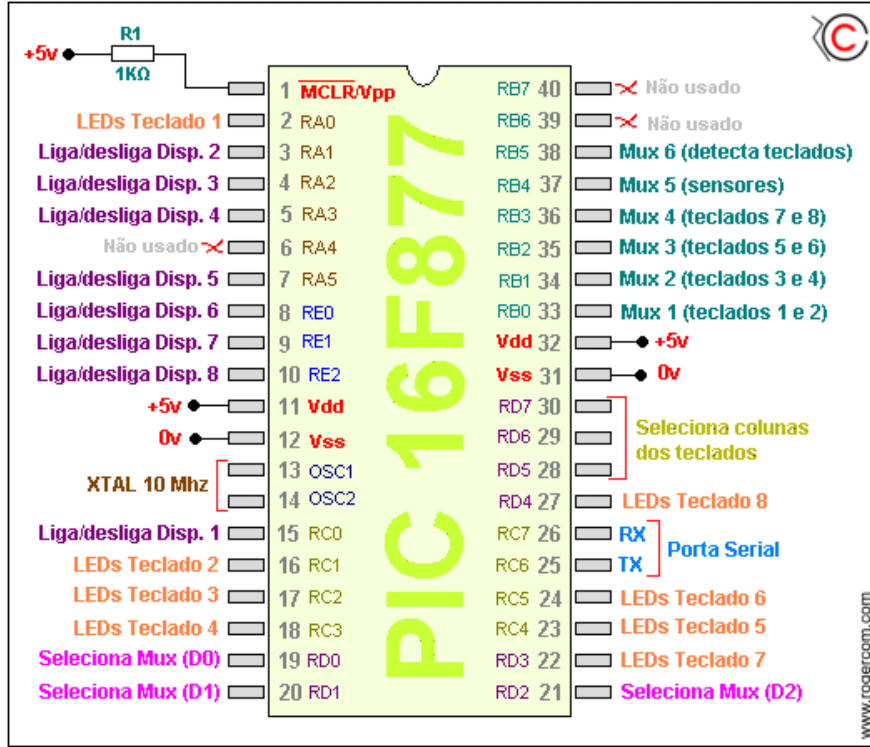 R1
+5v
1KΩ
1 MCLR/Vpp
RB7 40
Não usado
LEDs Teclado 1
2 RA0
RB6 39
Não usado
Liga/desliga Disp. 2
3 RA1
RB5 38
Mux 6 (detecta teclados)
Liga/desliga Disp. 3
4 RA2
RB4 37
Mux 5 (sensores)
Liga/desliga Disp. 4
5 RA3
RB3 36
Mux 4 (teclados 7 e 8)
Não usado
6 RA4
RB2 35
Mux 3 (teclados 5 e 6)
Liga/desliga Disp. 5
7 RA5
RB1 34
Mux 2 (teclados 3 e 4)
Liga/desliga Disp. 6
8 RE0
RB0 33
Mux 1 (teclados 1 e 2)
Liga/desliga Disp. 7
9 RE1
Vdd 32
+5v
Liga/desliga Disp. 8
10 RE2
Vss 31
0v
+5v
11 Vdd
RD7 30
0v
12 Vss
RD6 29
Seleciona colunas
dos teclados
XTAL 10 Mhz
13 OSC1
RD5 28
14 OSC2
RD4 27
LEDs Teclado 8
Liga/desliga Disp. 1
15 RC0
RC7 26
RX
Porta Serial
LEDs Teclado 2
16 RC1
RC6 25
TX
LEDs Teclado 3
17 RC2
RC5 24
LEDs Teclado 6
LEDs Teclado 4
18 RC3
RC4 23
LEDs Teclado 5
Seleciona Mux (D0)
19 RD0
RD3 22
LEDs Teclado 7
Seleciona Mux (D1)
20 RD1
RD2 21
Seleciona Mux (D2)
PIC 16F877
C
www.rogercom.com